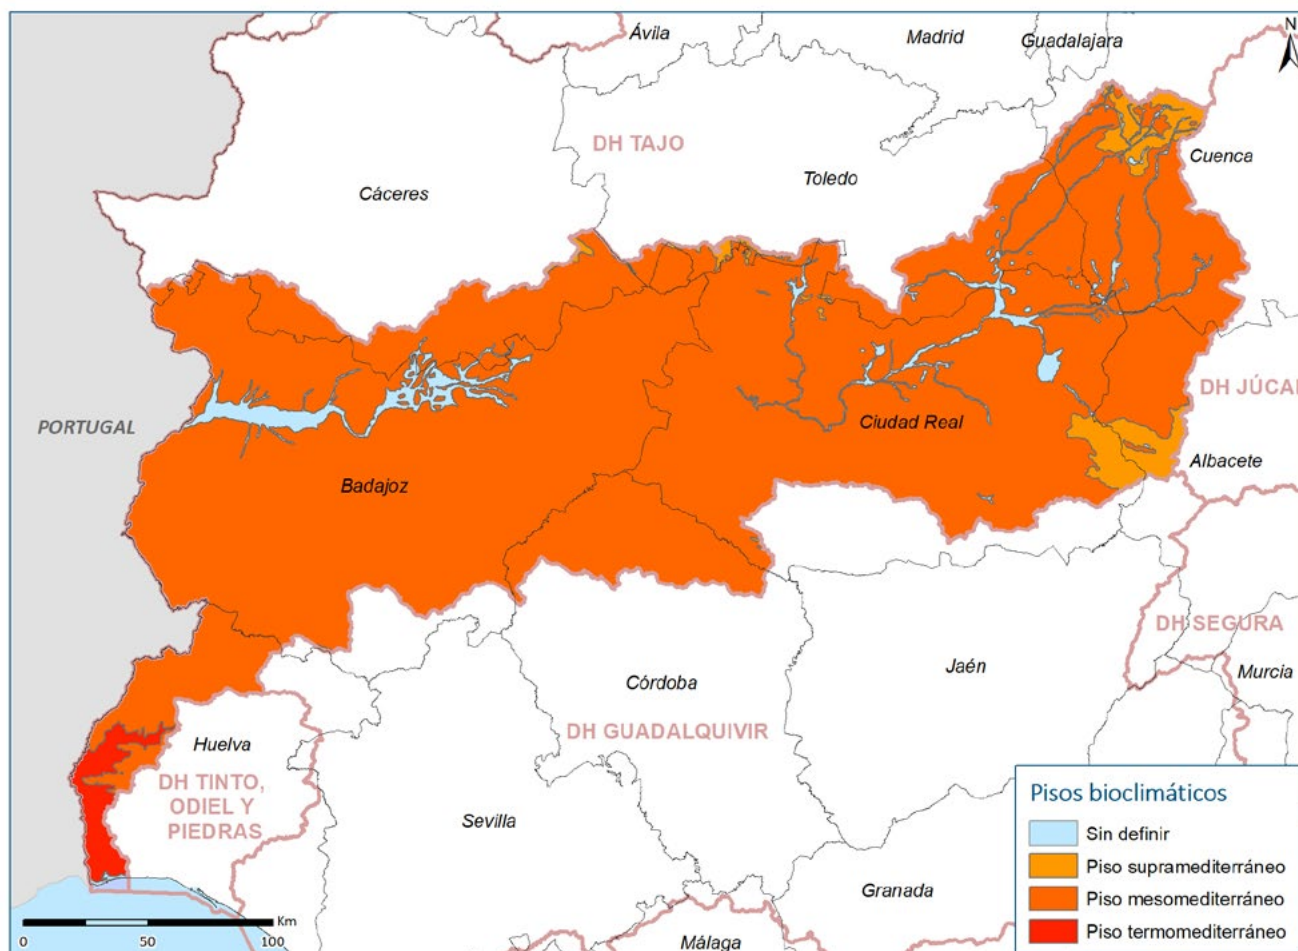 Ávila
Madrid
Guadalajara
N
DH TAJO
Cuenca
Toledo
Cáceres
DH JÚCA
PORTUGAL
Ciudad Real
Albacete
Badajoz
DH SEGURA
Jaén
Murcia
Córdoba
Huelva
DH GUADALQUIVIR
DH TINTO,
ODIEL Y
PIEDRAS
Sevilla
Granada
Málaga
Pisos bioclimáticos
Sin definir
Piso supramediterráneo
Piso mesomediterráneo
Piso termomediterráneo
Km
0 50 100